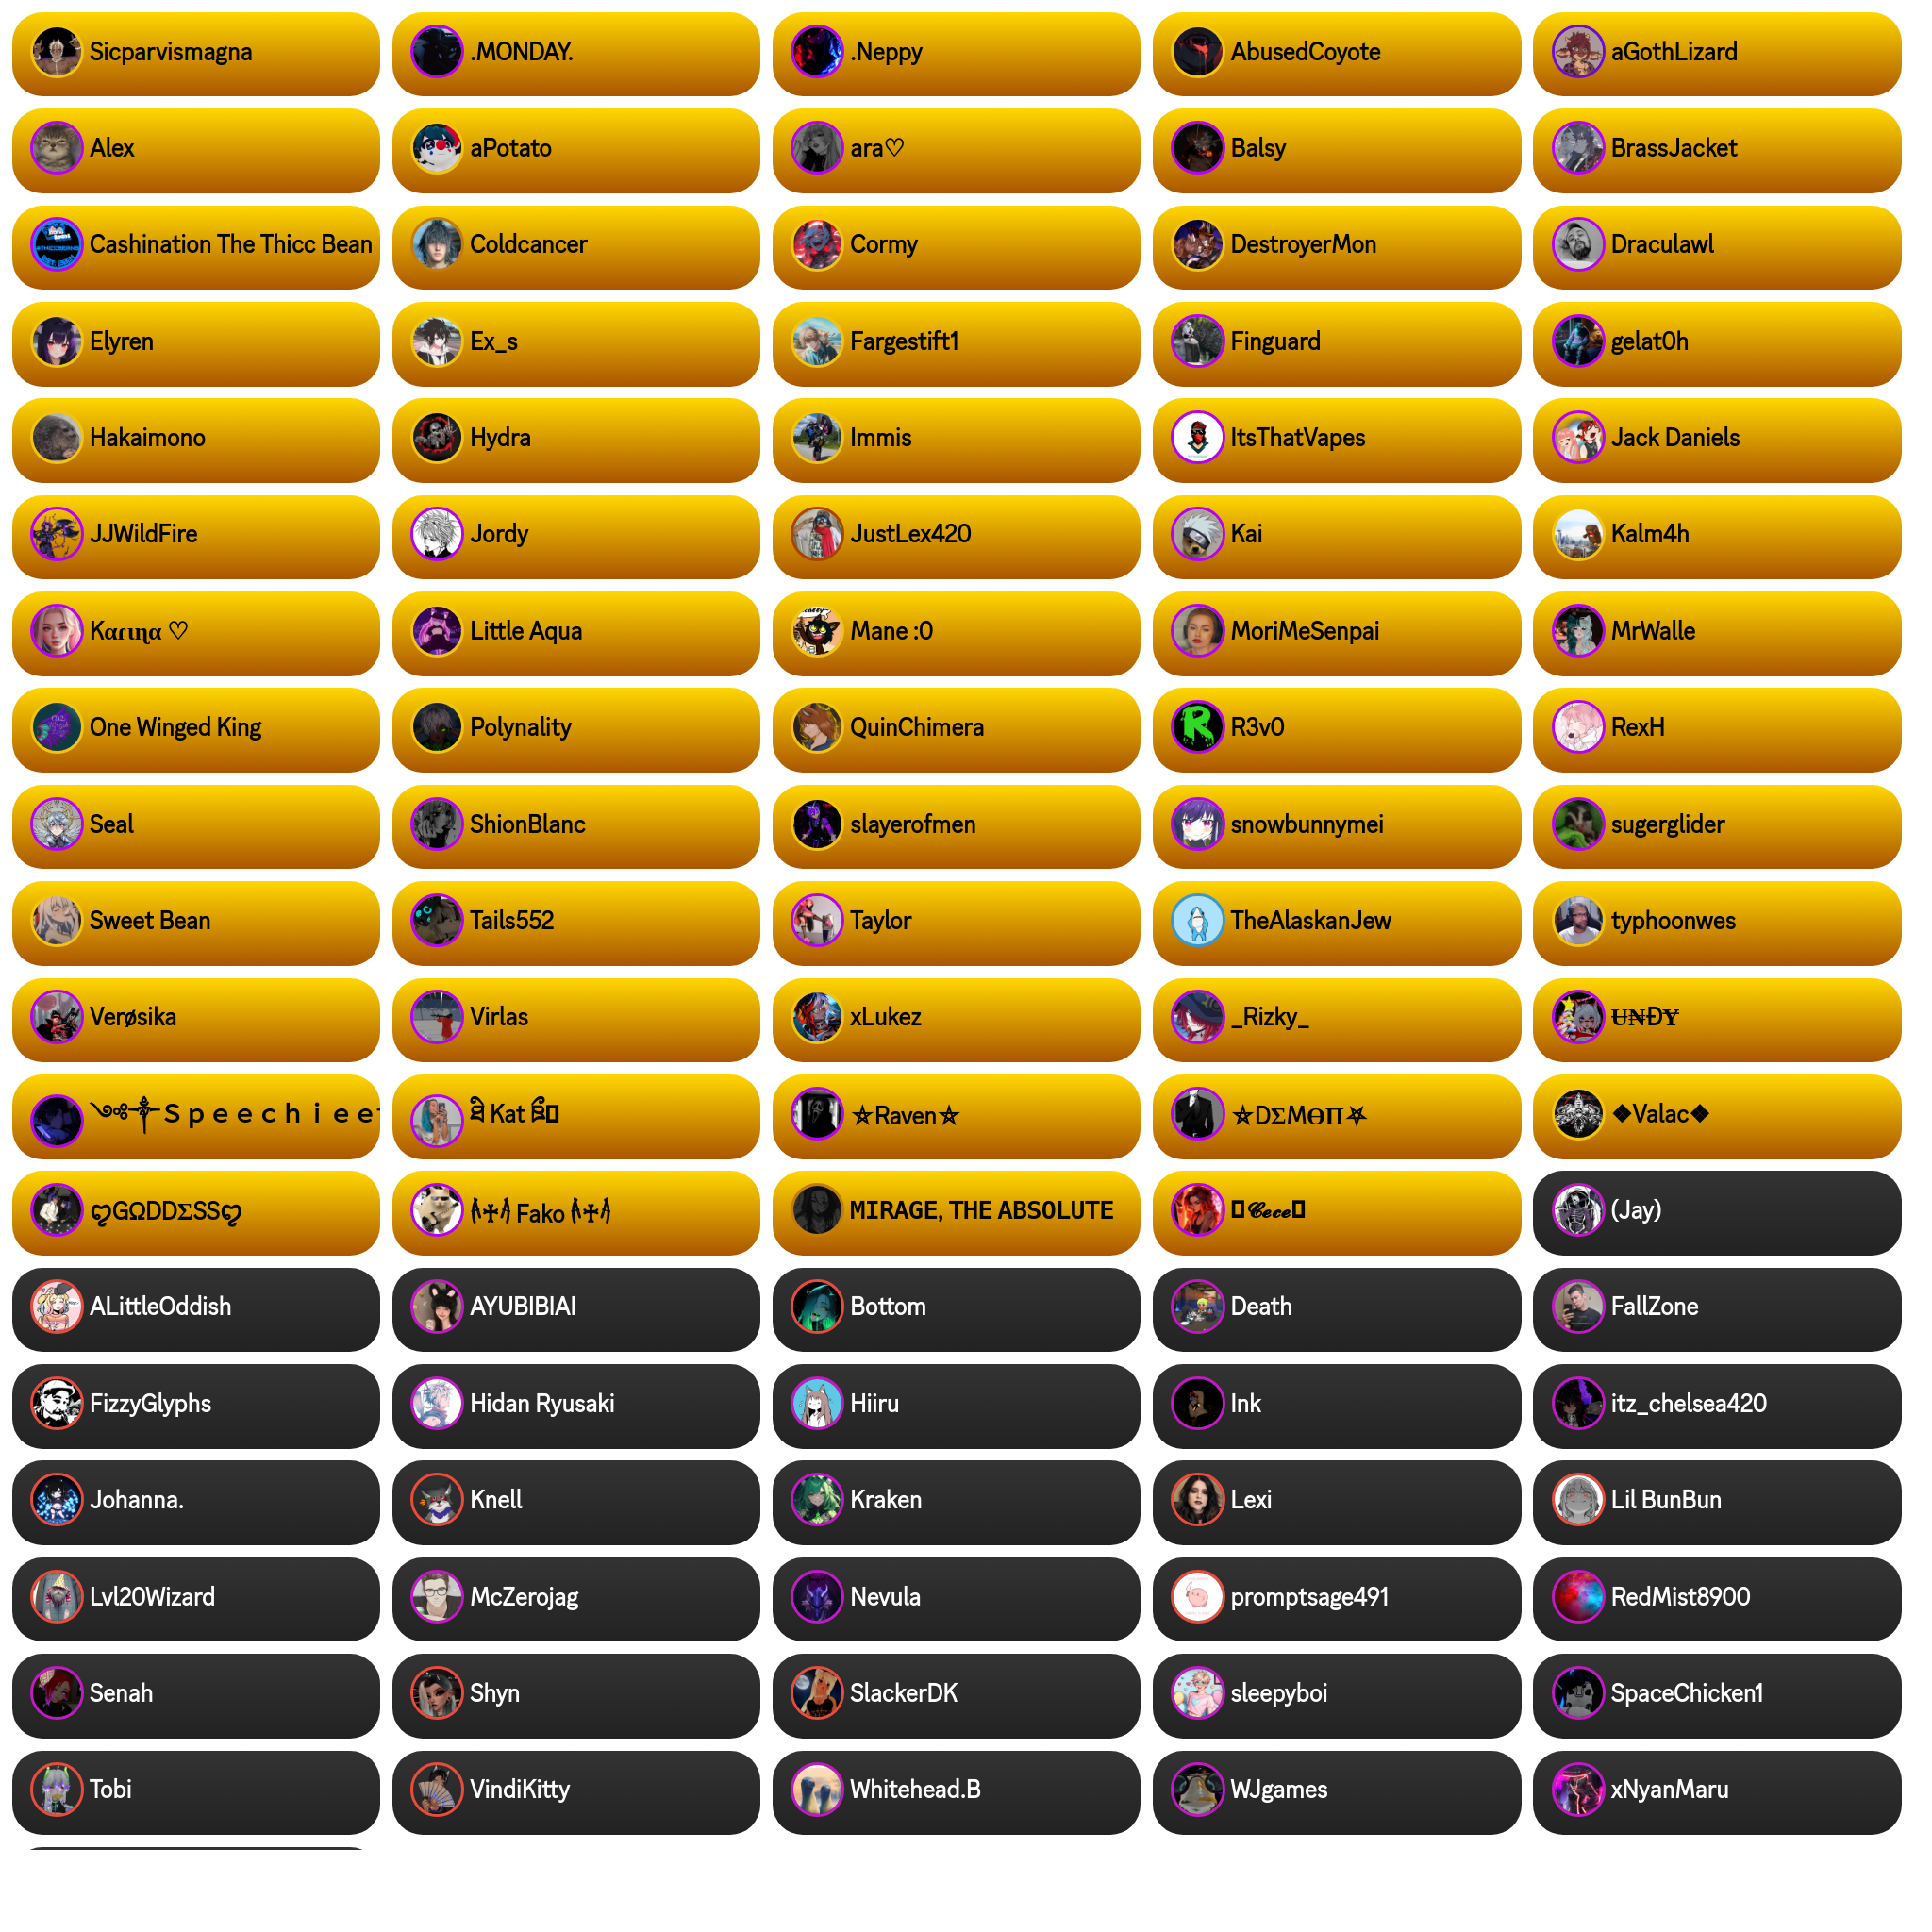 Sicparvismagna
.MONDAY.
.Neppy
AbusedCoyote
aGothLizard
Alex
aPotato
ara♡
Balsy
BrassJacket
Cashination The Thicc Bean
Coldcancer
Cormy
DestroyerMon
Draculawl
Elyren
Ex_s
Fargestift1
Finguard
gelat0h
Hakaimono
Hydra
Immis
ItsThatVapes
Jack Daniels
JJWildFire
Jordy
JustLex420
Kai
Kalm4h
Kαɾιɳα ♡
Little Aqua
Mane :0
MoriMeSenpai
MrWalle
One Winged King
Polynality
QuinChimera
R3v0
RexH
Seal
ShionBlanc
slayerofmen
snowbunnymei
sugerglider
Sweet Bean
Tails552
Taylor
TheAlaskanJew
typhoonwes
Verøsika
Virlas
xLukez
_Rizky_
U̶N̶ĐY̶
༺༒Ｓｐｅｅｃｈｉｅｅ
Kat
⛤Raven⛤
⛤DΣMӨΠ⛧
❖Valac❖
ღGΩDDΣSSღ
Fako
MIRAGE, THE ABSOLUTE
𝓒𝓮𝓬𝓮
(Jay)
ALittleOddish
AYUBIBIAI
Bottom
Death
FallZone
FizzyGlyphs
Hidan Ryusaki
Hiiru
Ink
itz_chelsea420
Johanna.
Knell
Kraken
Lexi
Lil BunBun
Lvl20Wizard
McZerojag
Nevula
promptsage491
RedMist8900
Senah
Shyn
SlackerDK
sleepyboi
SpaceChicken1
Tobi
VindiKitty
Whitehead.B
WJgames
xNyanMaru